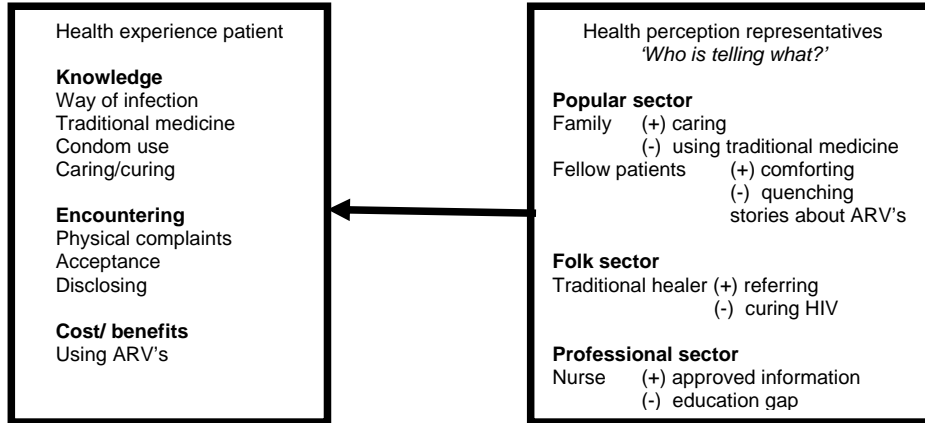 Health experience patient
Knowledge
Way of infection
Traditional medicine
Condom use
Caring/curing
Encountering
Physical complaints
Acceptance
Disclosing
Cost/ benefits
Using ARV's
Health perception representatives
'Who is telling what?'
Popular sector
Family (+) caring
(-) using traditional medicine
Fellow patients (+) comforting
(-) quenching
stories about ARV's
Folk sector
Traditional healer (+) referring
(-) curing HIV
Professional sector
Nurse (+) approved information
(-) education gap